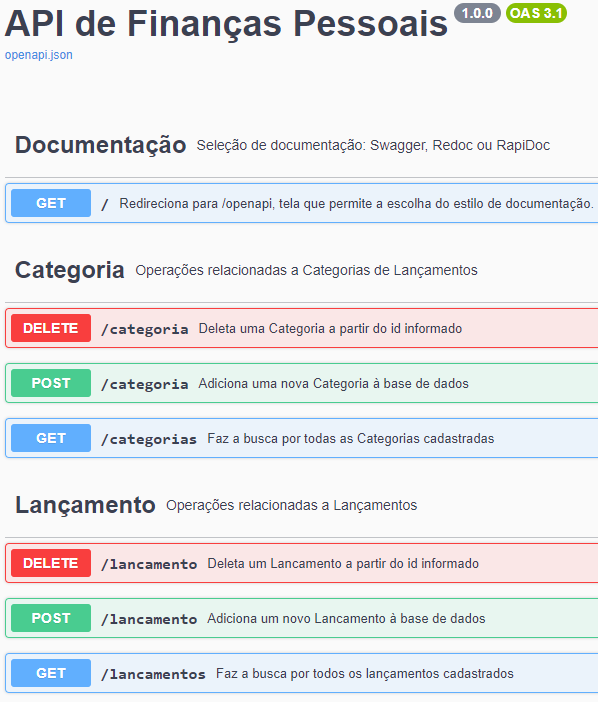 API de Finanças Pessoais 1.0.0 OAS 3.1
openapi.json
Documentação Seleção de documentação: Swagger, Redoc ou RapiDoc
GET / Redireciona para /openapi, tela que permite a escolha do estilo de documentação.
Categoria Operações relacionadas a Categorias de Lançamentos
DELETE /categoria Deleta uma Categoria a partir do id informado
POST /categoria Adiciona uma nova Categoria à base de dados
GET /categorias Faz a busca por todas as Categorias cadastradas
Lançamento Operações relacionadas a Lançamentos
DELETE /lancamento Deleta um Lancamento a partir do id informado
POST /lancamento Adiciona um novo Lancamento à base de dados
GET /lancamentos Faz a busca por todos os lançamentos cadastrados